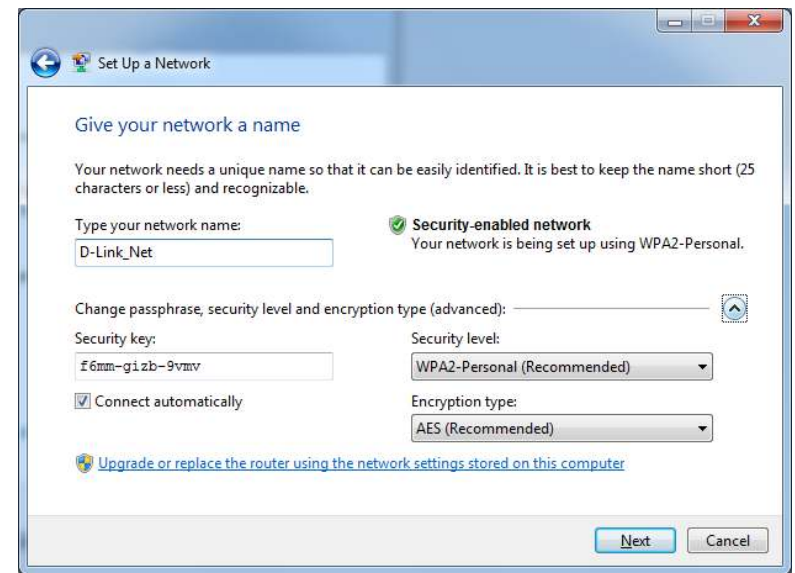 Set Up a Network
Give your network a name
Your network needs a unique name so that it can be easily identified. It is best to keep the name short (25
characters or less) and recognizable.
Type your network name:
D-Link_Net
Security-enabled network
Your network is being set up using WPA2-Personal.
Change passphrase, security level and encryption type (advanced):
Security key:
f6mm-gizb-9vmv
Security level:
WPA2-Personal (Recommended)
Connect automatically
Encryption type:
AES (Recommended)
Upgrade or replace the router using the network settings stored on this computer
Next
Cancel